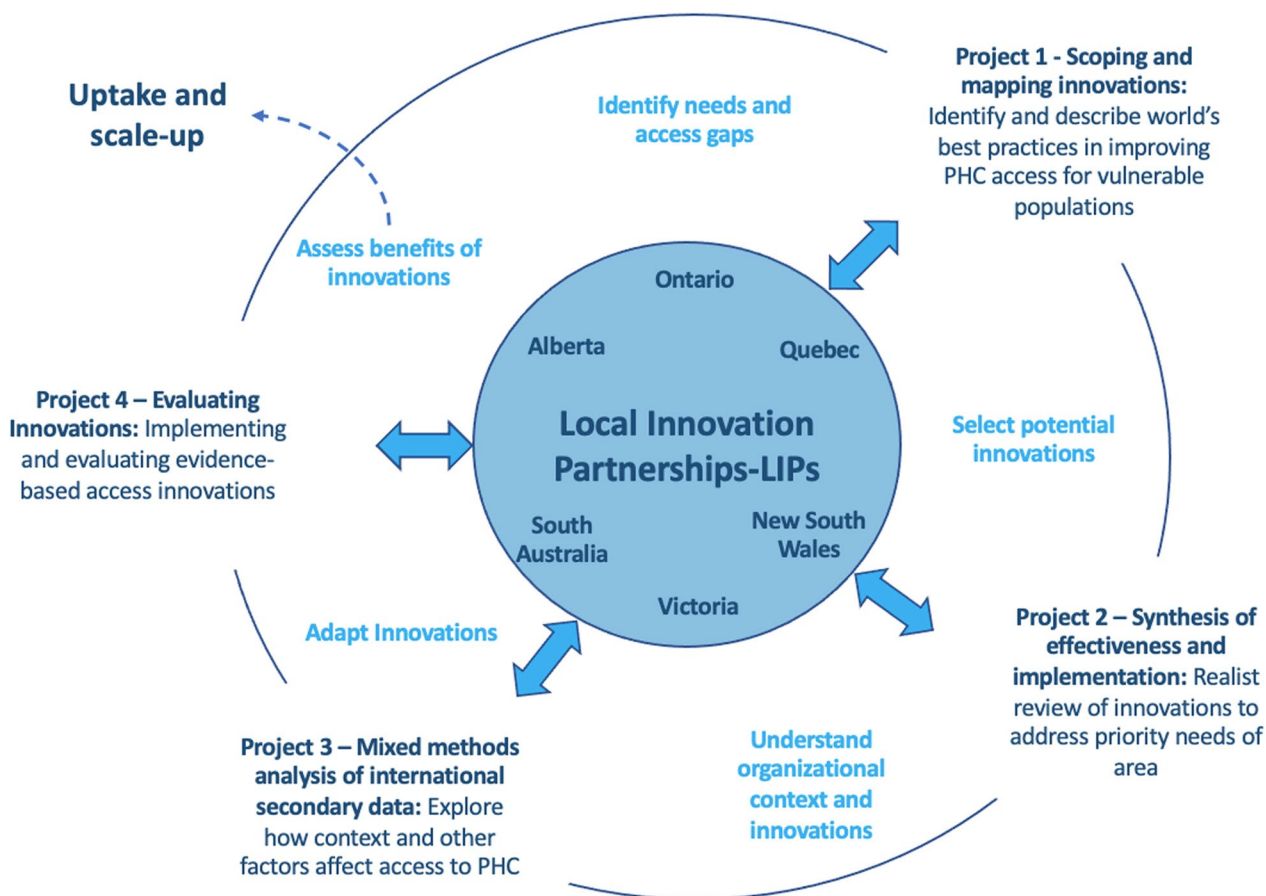 Uptake and
scale-up
Identify needs and
access gaps
Project 1 - Scoping and
mapping innovations:
Identify and describe world’s
best practices in improving
PHC access for vulnerable
populations
Assess benefits of
innovations
Ontario
Alberta
Quebec
Local Innovation
Partnerships-LIPs
South
Australia
New South
Wales
Victoria
Select potential
innovations
Project 4 – Evaluating
Innovations: Implementing
and evaluating evidence-
based access innovations
Adapt Innovations
Project 2 – Synthesis of
effectiveness and
implementation: Realist
review of innovations to
address priority needs of
area
Project 3 – Mixed methods
analysis of international
secondary data: Explore
how context and other
factors affect access to PHC
Understand
organizational
context and
innovations